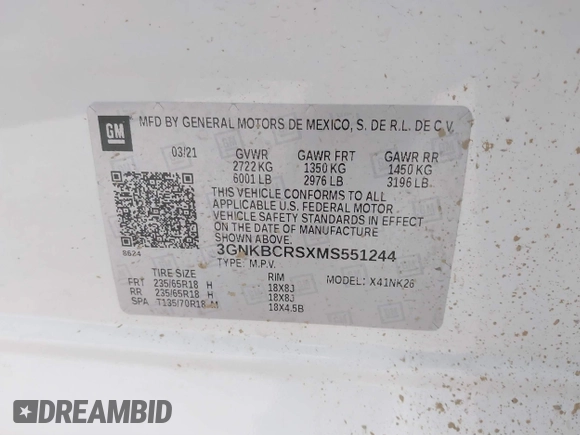 GM
MFD BY GENERAL MOTORS DE MEXICO, S. DE R.L. DE C.V.
03/21 GVWR GAWR FRT GAWR RR
2722 KG 1350 KG 1450 KG
6001 LB 2976 LB 3196 LB
THIS VEHICLE CONFORMS TO ALL
APPLICABLE U.S. FEDERAL MOTOR
VEHICLE SAFETY STANDARDS IN EFFECT
ON THE DATE OF MANUFACTURE
SHOWN ABOVE.
8624 3GNKBCRSXMS551244
TYPE: M.P.V.
TIRE SIZE RIM MODEL: X41NK26
FRT 235/65R18 H 18X8J
RR 235/65R18 H 18X8J
SPA T135/70R18 M 18X4.5B
DREAMBID